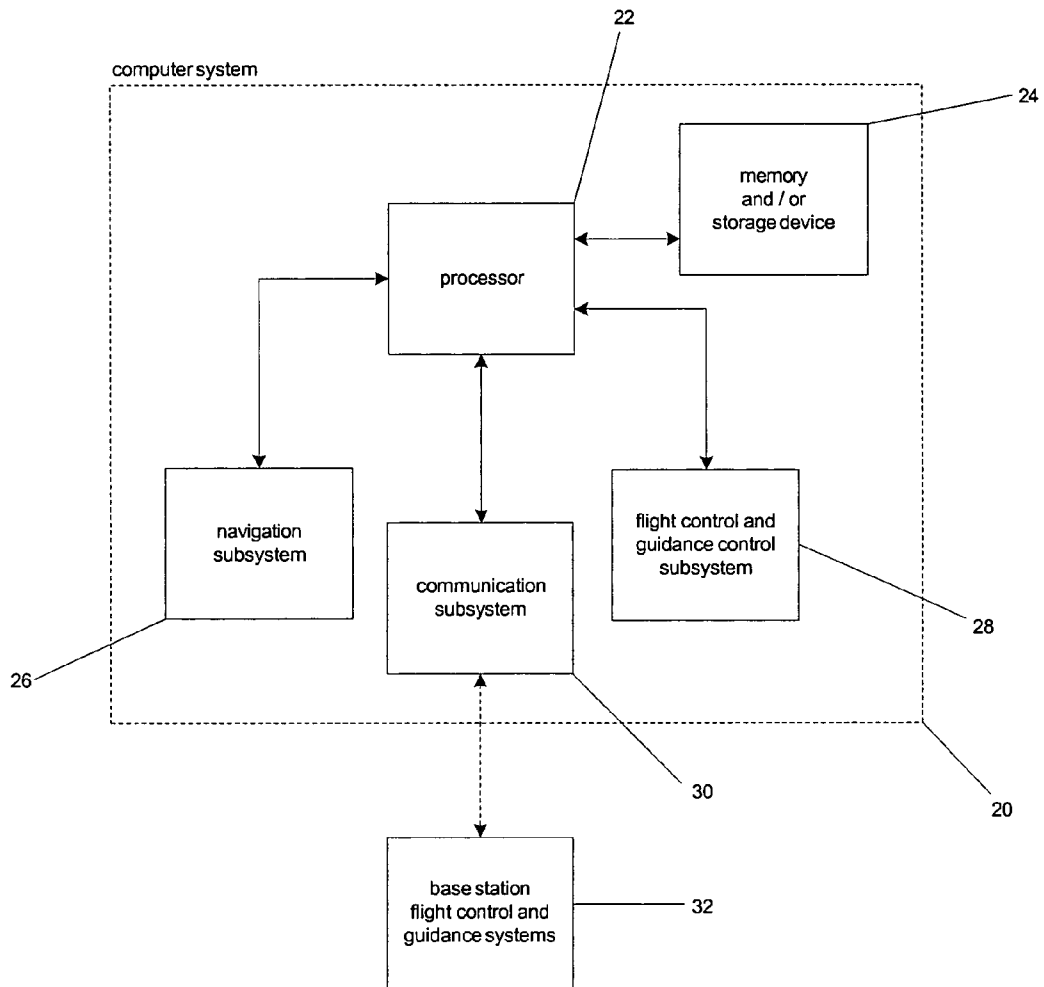 22
computer system
24
memory
and / or
storage device
processor
navigation
subsystem
flight control and
guidance control
subsystem
communication
subsystem
28
26
30
20
base station
flight control and
guidance systems
32